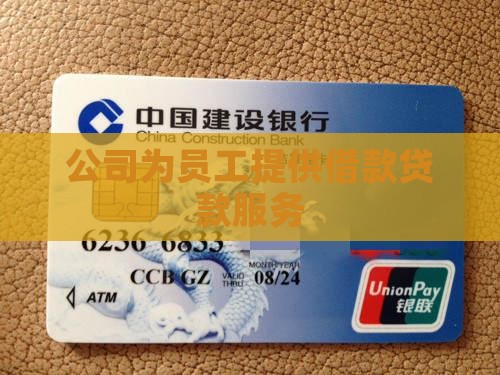 中国建设银行
China Construction Bank
公司为员工提供借款贷
款服务
6236 6833
MONTH/YEAR
CCB GZ VALID THRU 08/24
ATM
UnionPay
银联